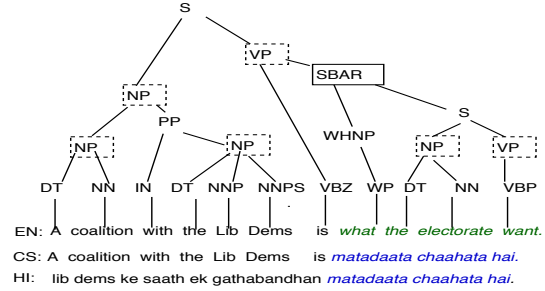 S
VP
SBAR
NP
S
PP
WHNP
NP NP NP VP
DT NN IN DT NNP NNPS VBZ WP DT NN VBP
EN: A coalition with the Lib Dems is what the electorate want.
CS: A coalition with the Lib Dems is matadaata chaahata hai.
HI: lib dems ke saath ek gathabandhan matadaata chaahata hai.